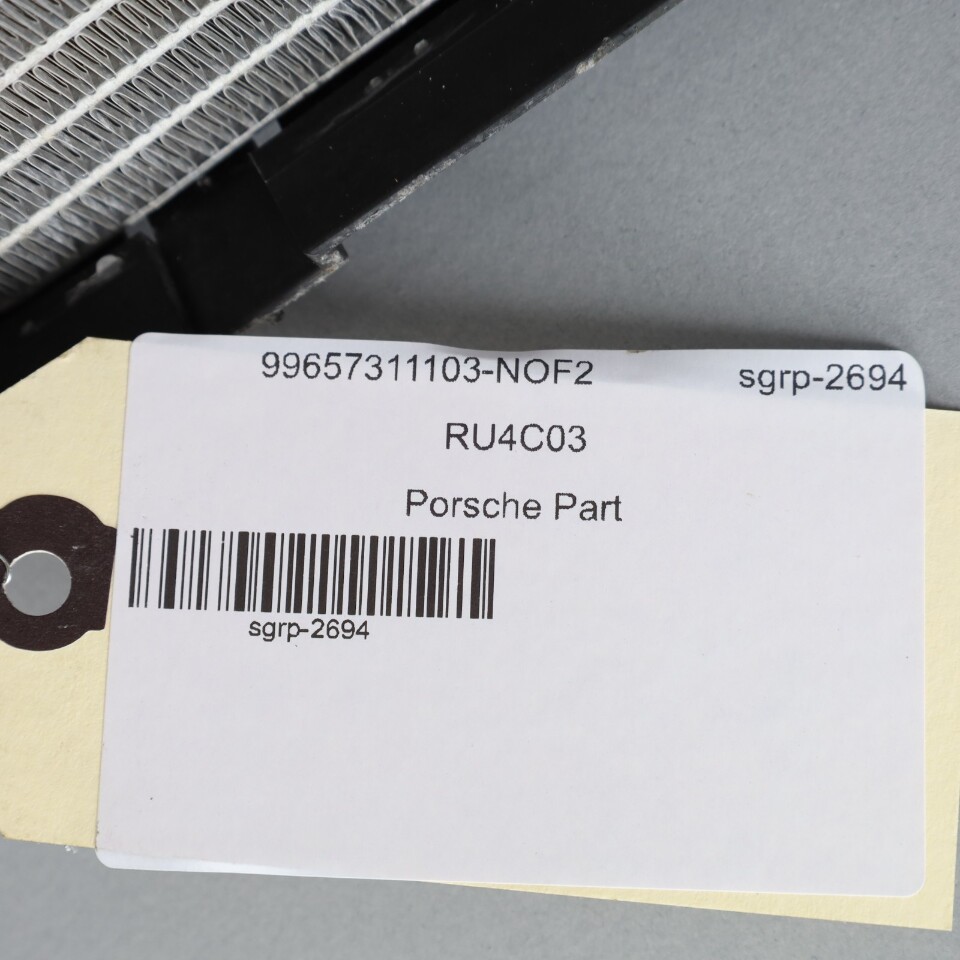 99657311103-NOF2 sgrp-2694
RU4C03
Porsche Part
sgrp-2694